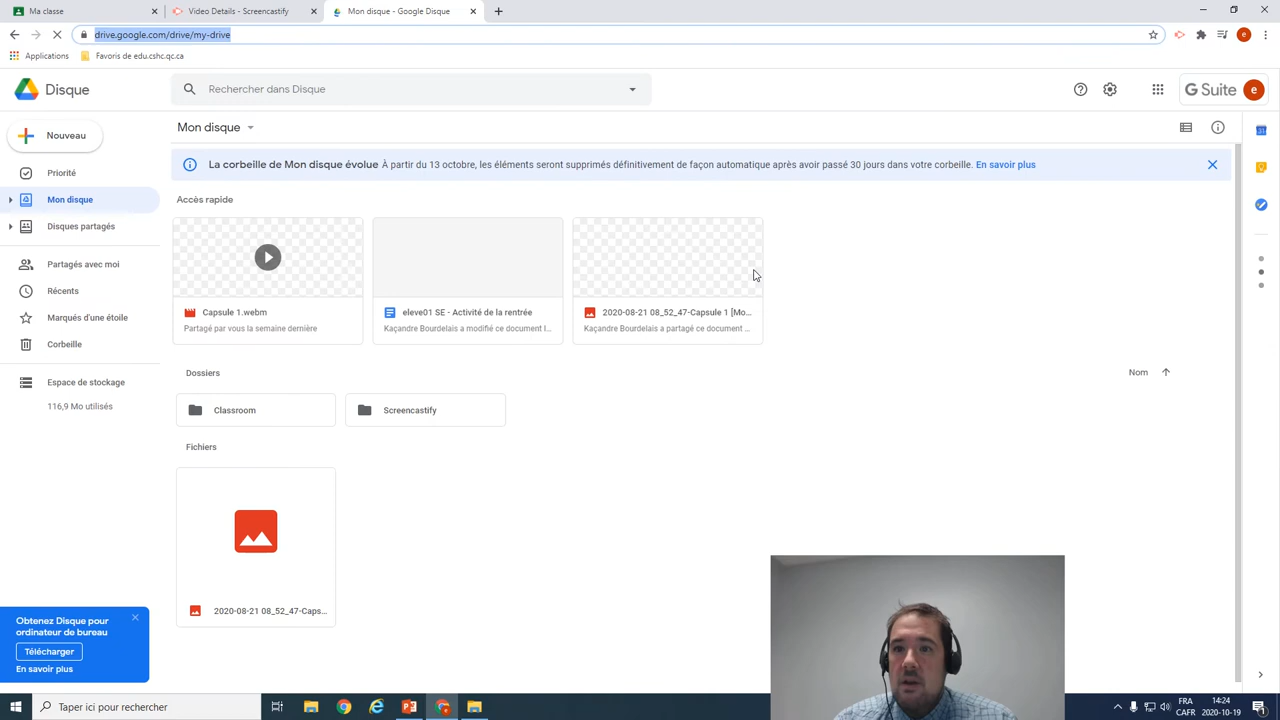 Ma classe
Video Details - Screencastify
Mon disque - Google Disque
drive.google.com/drive/my-drive
e
Applications
Favoris de edu.cshc.qc.ca
Disque
Rechercher dans Disque
G Suite
e
Nouveau
Mon disque
La corbeille de Mon disque évolue À partir du 13 octobre, les éléments seront supprimés définitivement de façon automatique après avoir passé 30 jours dans votre corbeille. En savoir plus
Priorité
Mon disque
Disques partagés
Partagés avec moi
Récents
Marqués d'une étoile
Corbeille
Espace de stockage
116,9 Mo utilisés
Accès rapide
Capsule 1.webm
Partagé par vous la semaine dernière
eleve01 SE - Activité de la rentrée
Kaçandre Bourdelais a modifié ce document l...
2020-08-21 08_52_47-Capsule 1 [Mo...
Kaçandre Bourdelais a partagé ce document ...
Dossiers
Nom
Classroom
Screencastify
Fichiers
2020-08-21 08_52_47-Caps...
31
Obtenez Disque pour
ordinateur de bureau
Télécharger
En savoir plus
Taper ici pour rechercher
FRA
CAFR
14:24
2020-10-19
1